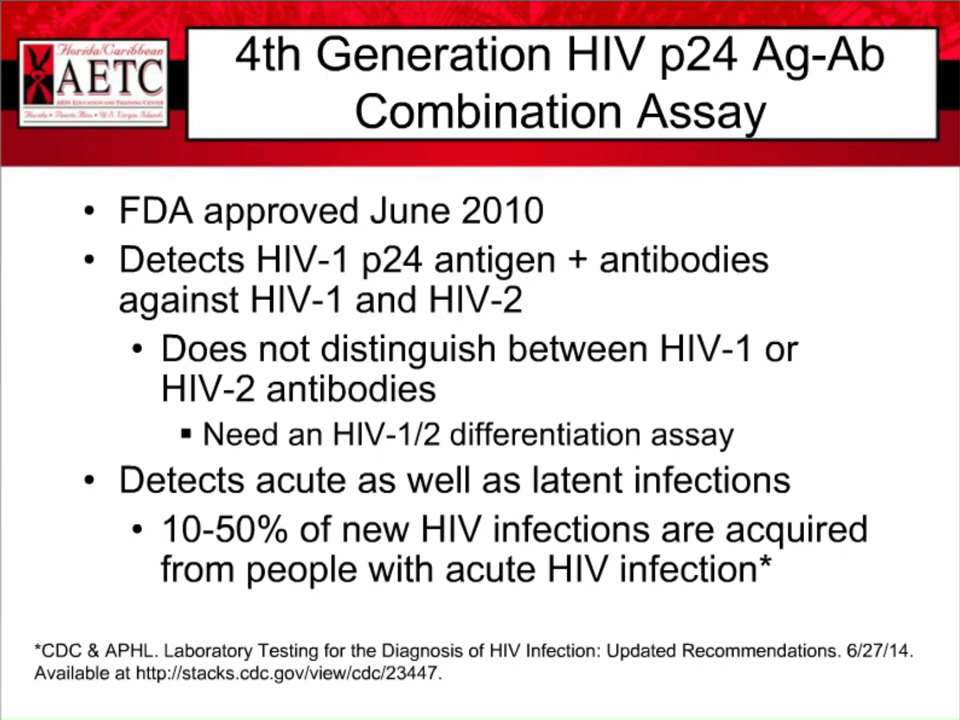 Florida/Caribbean
AETC
AIDS EDUCATION AND TRAINING CENTER
Florida • Puerto Rico • U.S. Virgin Islands
4th Generation HIV p24 Ag-Ab
Combination Assay
• FDA approved June 2010
• Detects HIV-1 p24 antigen + antibodies
against HIV-1 and HIV-2
• Does not distinguish between HIV-1 or
HIV-2 antibodies
▪ Need an HIV-1/2 differentiation assay
• Detects acute as well as latent infections
• 10-50% of new HIV infections are acquired
from people with acute HIV infection*
*CDC & APHL. Laboratory Testing for the Diagnosis of HIV Infection: Updated Recommendations. 6/27/14.
Available at http://stacks.cdc.gov/view/cdc/23447.